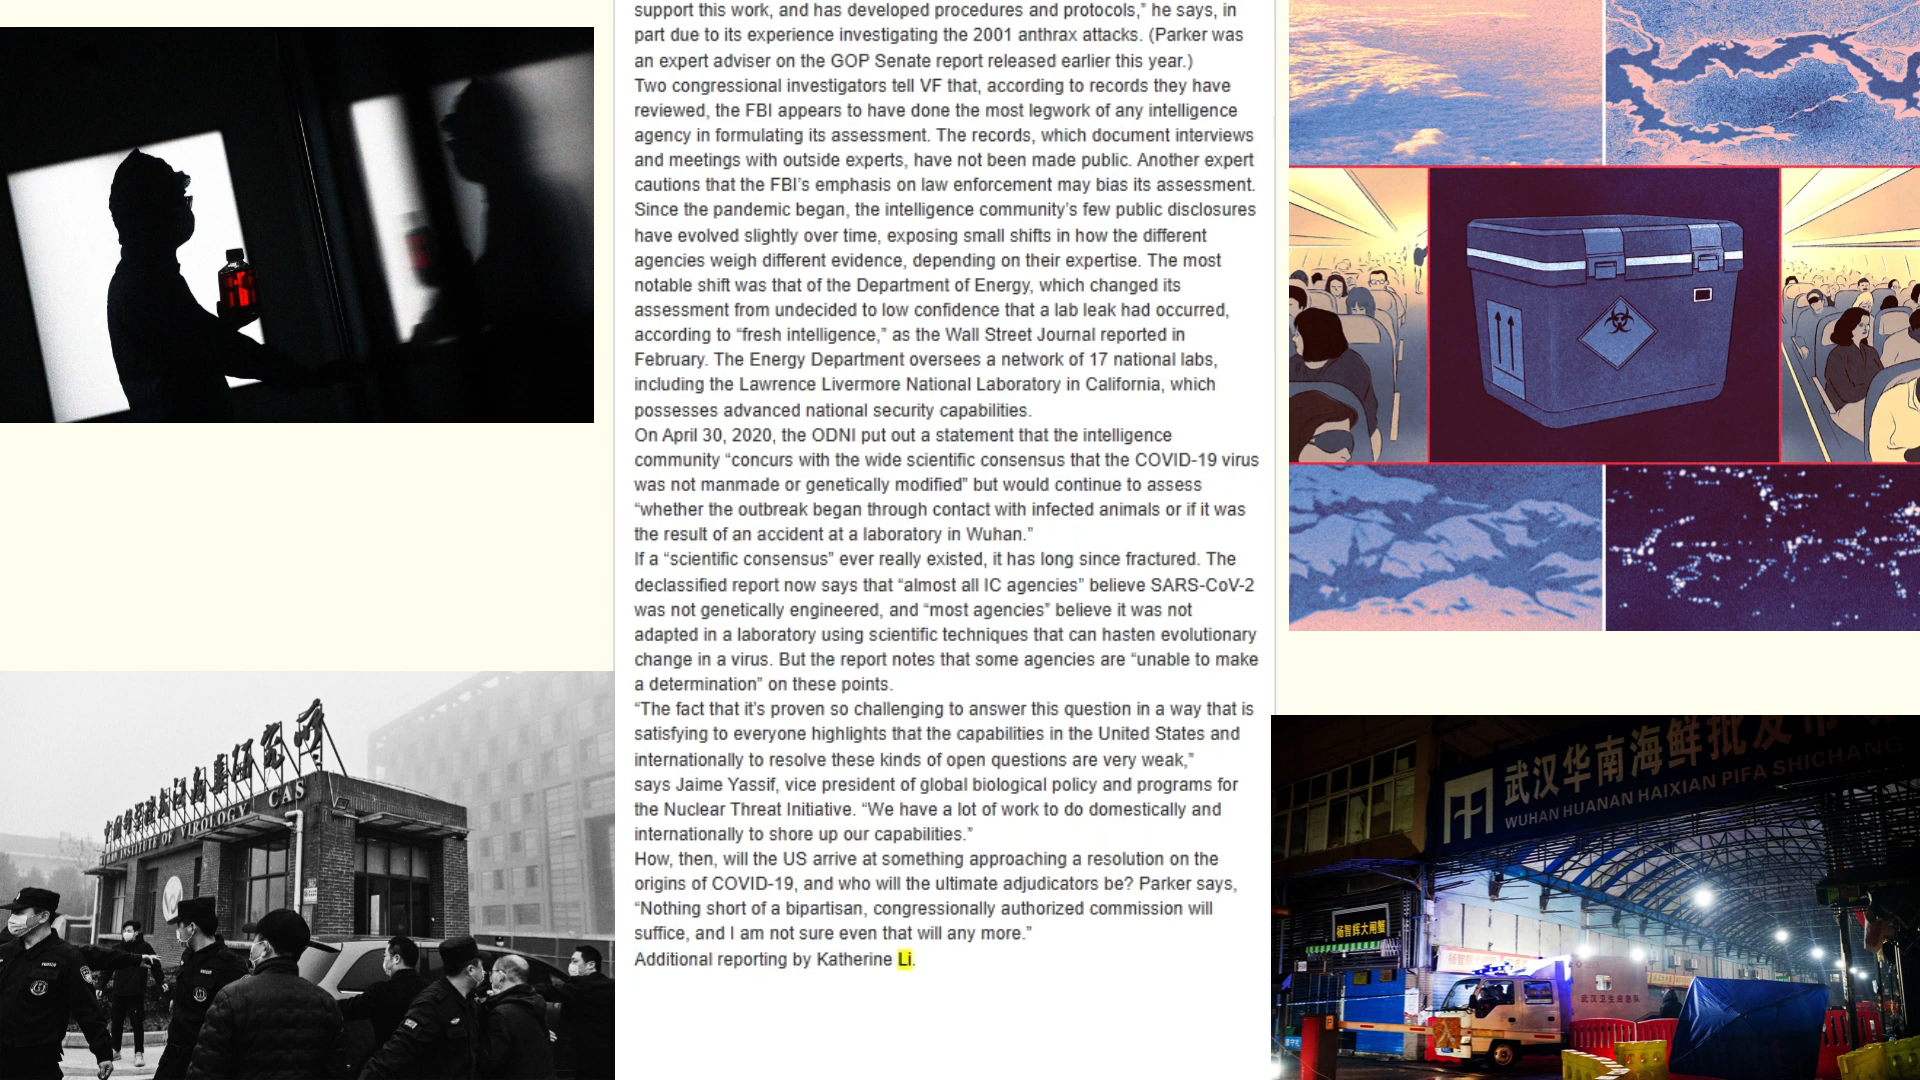 support this work, and has developed procedures and protocols,” he says, in
part due to its experience investigating the 2001 anthrax attacks. (Parker was
an expert adviser on the GOP Senate report released earlier this year.)
Two congressional investigators tell VF that, according to records they have
reviewed, the FBI appears to have done the most legwork of any intelligence
agency in formulating its assessment. The records, which document interviews
and meetings with outside experts, have not been made public. Another expert
cautions that the FBI’s emphasis on law enforcement may bias its assessment.
Since the pandemic began, the intelligence community’s few public disclosures
have evolved slightly over time, exposing small shifts in how the different
agencies weigh different evidence, depending on their expertise. The most
notable shift was that of the Department of Energy, which changed its
assessment from undecided to low confidence that a lab leak had occurred,
according to “fresh intelligence,” as the Wall Street Journal reported in
February. The Energy Department oversees a network of 17 national labs,
including the Lawrence Livermore National Laboratory in California, which
possesses advanced national security capabilities.
On April 30, 2020, the ODNI put out a statement that the intelligence
community “concurs with the wide scientific consensus that the COVID-19 virus
was not manmade or genetically modified” but would continue to assess
“whether the outbreak began through contact with infected animals or if it was
the result of an accident at a laboratory in Wuhan.”
If a “scientific consensus” ever really existed, it has long since fractured. The
declassified report now says that “almost all IC agencies” believe SARS-CoV-2
was not genetically engineered, and “most agencies” believe it was not
adapted in a laboratory using scientific techniques that can hasten evolutionary
change in a virus. But the report notes that some agencies are “unable to make
a determination” on these points.
“The fact that it’s proven so challenging to answer this question in a way that is
satisfying to everyone highlights that the capabilities in the United States and
internationally to resolve these kinds of open questions are very weak,”
says Jaime Yassif, vice president of global biological policy and programs for
the Nuclear Threat Initiative. “We have a lot of work to do domestically and
internationally to shore up our capabilities.”
How, then, will the US arrive at something approaching a resolution on the
origins of COVID-19, and who will the ultimate adjudicators be? Parker says,
“Nothing short of a bipartisan, congressionally authorized commission will
suffice, and I am not sure even that will any more.”
Additional reporting by Katherine Li.
INSTITUTE OF VIROLOGY, CAS
武汉华南海鲜批发市
WUHAN HUANAN HAIXIAN PIFA SHICHANG
杨智辉大闸蟹
武汉卫生应急队